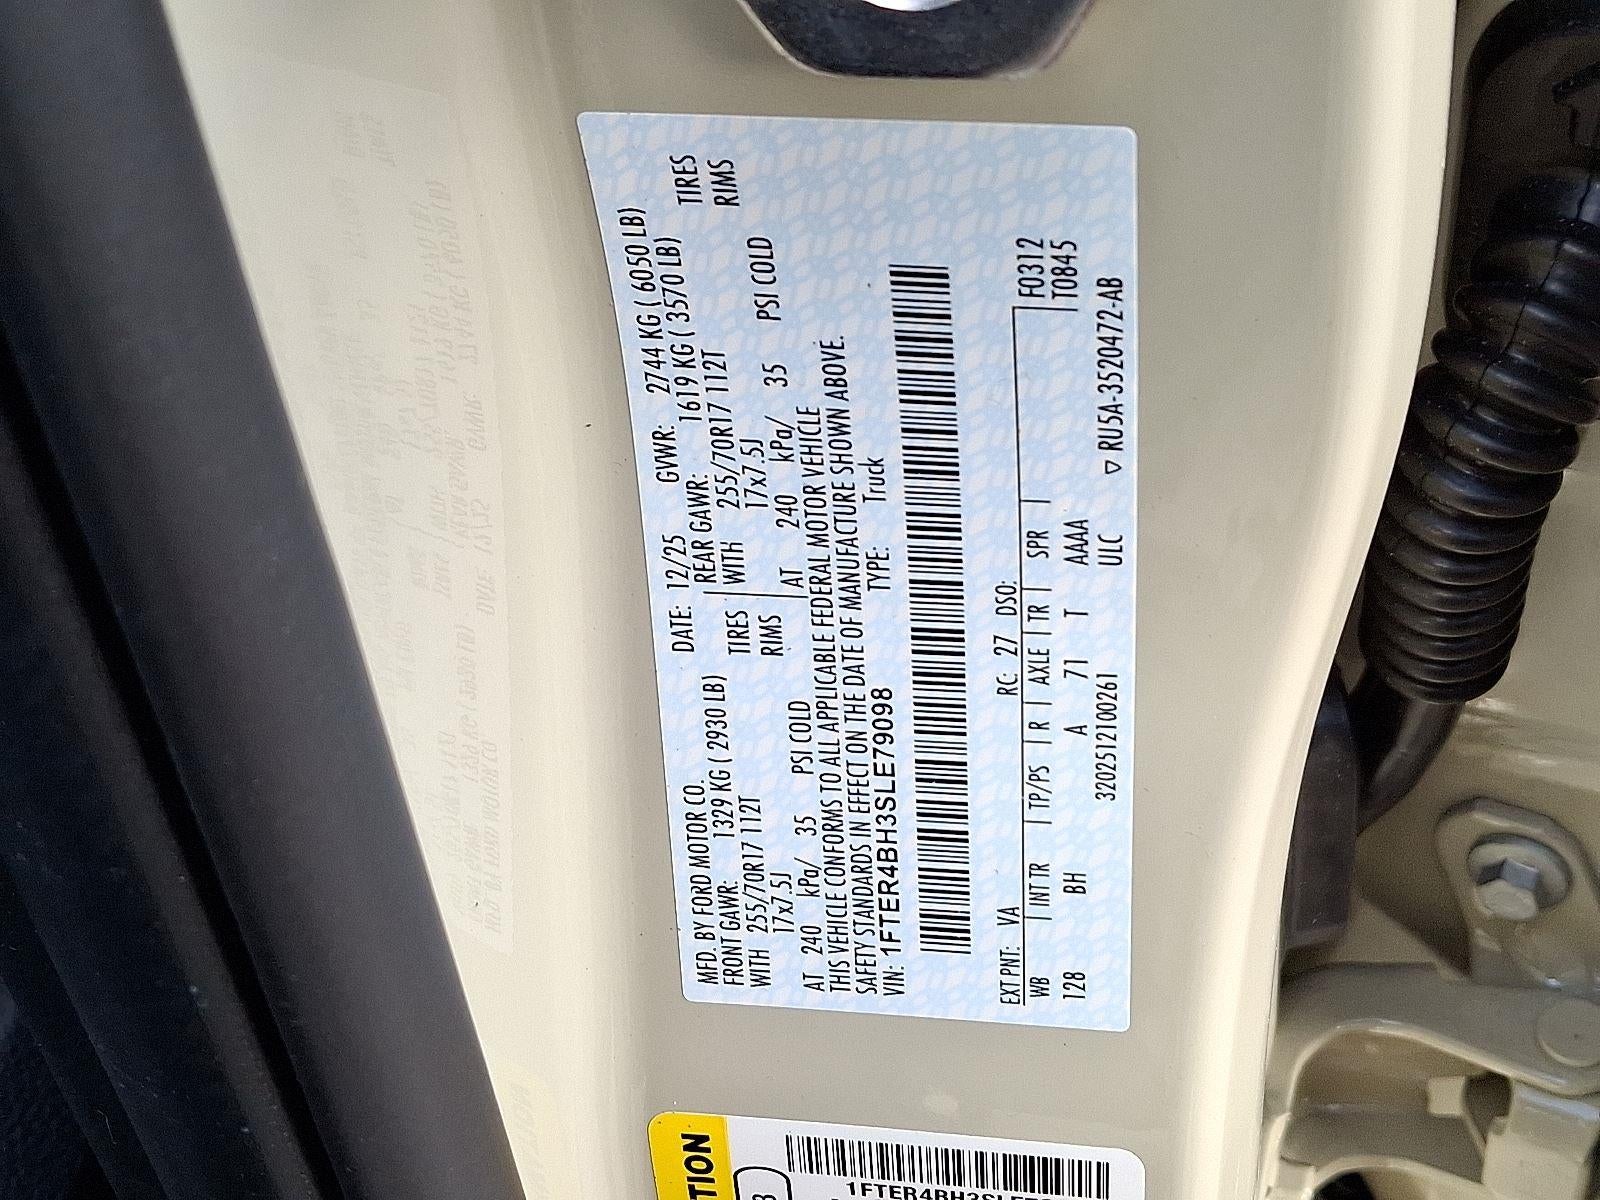 MFD. BY FORD MOTOR CO. DATE: 12/25 GVWR: 2744 KG ( 6050 LB)
FRONT GAWR: 1329 KG ( 2930 LB) REAR GAWR: 1619 KG ( 3570 LB)
WITH 255/70R17 112T TIRES WITH 255/70R17 112T TIRES
17x7.5J RIMS 17x7.5J RIMS
AT 240 kPa/ 35 PSI COLD AT 240 kPa/ 35 PSI COLD
THIS VEHICLE CONFORMS TO ALL APPLICABLE FEDERAL MOTOR VEHICLE
SAFETY STANDARDS IN EFFECT ON THE DATE OF MANUFACTURE SHOWN ABOVE.
VIN: 1FTER4BH3SLE79098 TYPE: Truck
EXT PNT: VA RC: 27 DSO:
WB | INT TR | TP/PS | R | AXLE | TR | SPR | F0312
128 BH A 71 T AAAA T0845
320251210026​1 ULC ▽ RU5A-3520472-AB
TION